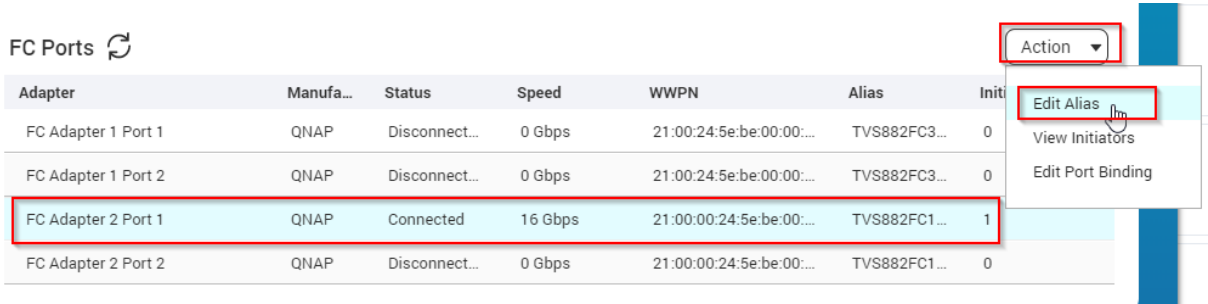 FC Ports
Action
Adapter Manufa... Status Speed WWPN Alias Initi
Edit Alias
FC Adapter 1 Port 1 QNAP Disconnect... 0 Gbps 21:00:24:5e:be:00:00:... TVS882FC3... 0
View Initiators
FC Adapter 1 Port 2 QNAP Disconnect... 0 Gbps 21:00:24:5e:be:00:00:... TVS882FC3... 0
Edit Port Binding
FC Adapter 2 Port 1 QNAP Connected 16 Gbps 21:00:00:24:5e:be:00:... TVS882FC1... 1
FC Adapter 2 Port 2 QNAP Disconnect... 0 Gbps 21:00:00:24:5e:be:00:... TVS882FC1... 0